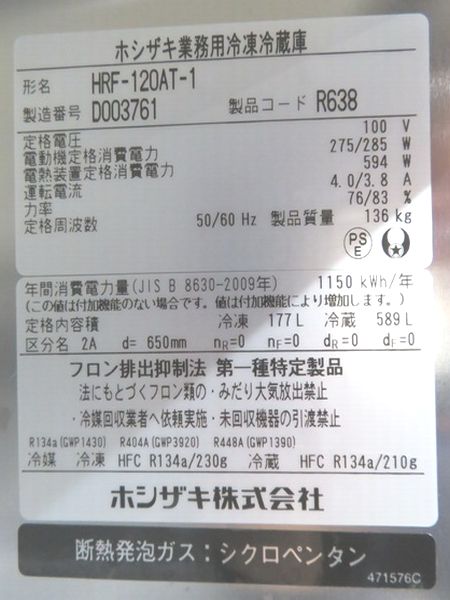 ホシザキ業務用冷凍冷蔵庫
形名 HRF-120AT-1
製造番号 D003761 製品コード R638
定格電圧 100 V
電動機定格消費電力 275/285 W
電熱装置定格消費電力 594 W
運転電流 4.0/3.8 A
力率 76/83 %
定格周波数 50/60 Hz 製品質量 136 kg
PS
E
年間消費電力量(JIS B 8630-2009年) 1150 kWh/年
(この値は付加機能のない場合です。値は付加機能により増加します。)
定格内容積 冷凍 177 L 冷蔵 589 L
区分名 2A d= 650mm nR=0 nF=0 dR=0 dF=0
フロン排出抑制法 第一種特定製品
法にもとづくフロン類の・みだり大気放出禁止
・冷媒回収業者へ依頼実施・未回収機器の引渡禁止
R134a(GWP1430) R404A(GWP3920) R448A(GWP1390)
冷媒 冷凍 HFC R134a/230g 冷蔵 HFC R134a/210g
ホシザキ株式会社
断熱発泡ガス:シクロペンタン
471576C